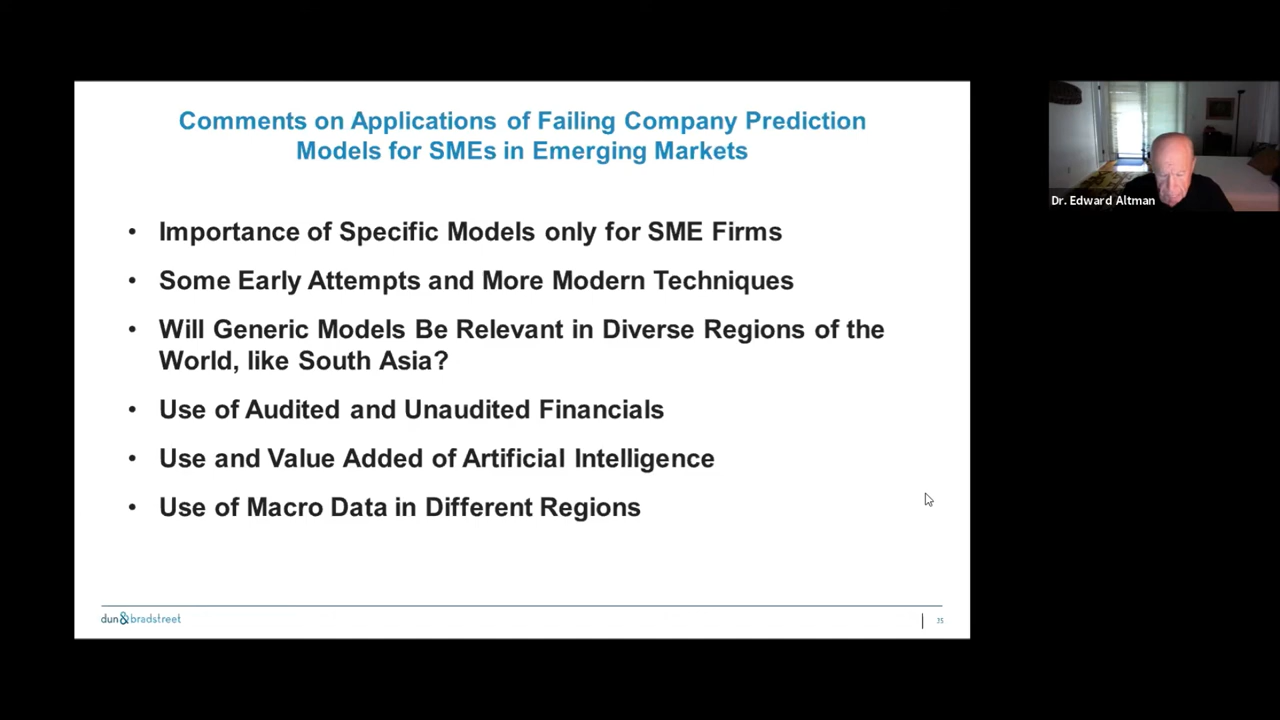 Comments on Applications of Failing Company Prediction
Models for SMEs in Emerging Markets
• Importance of Specific Models only for SME Firms
• Some Early Attempts and More Modern Techniques
• Will Generic Models Be Relevant in Diverse Regions of the
World, like South Asia?
• Use of Audited and Unaudited Financials
• Use and Value Added of Artificial Intelligence
• Use of Macro Data in Different Regions
dun&bradstreet
35
Dr. Edward Altman